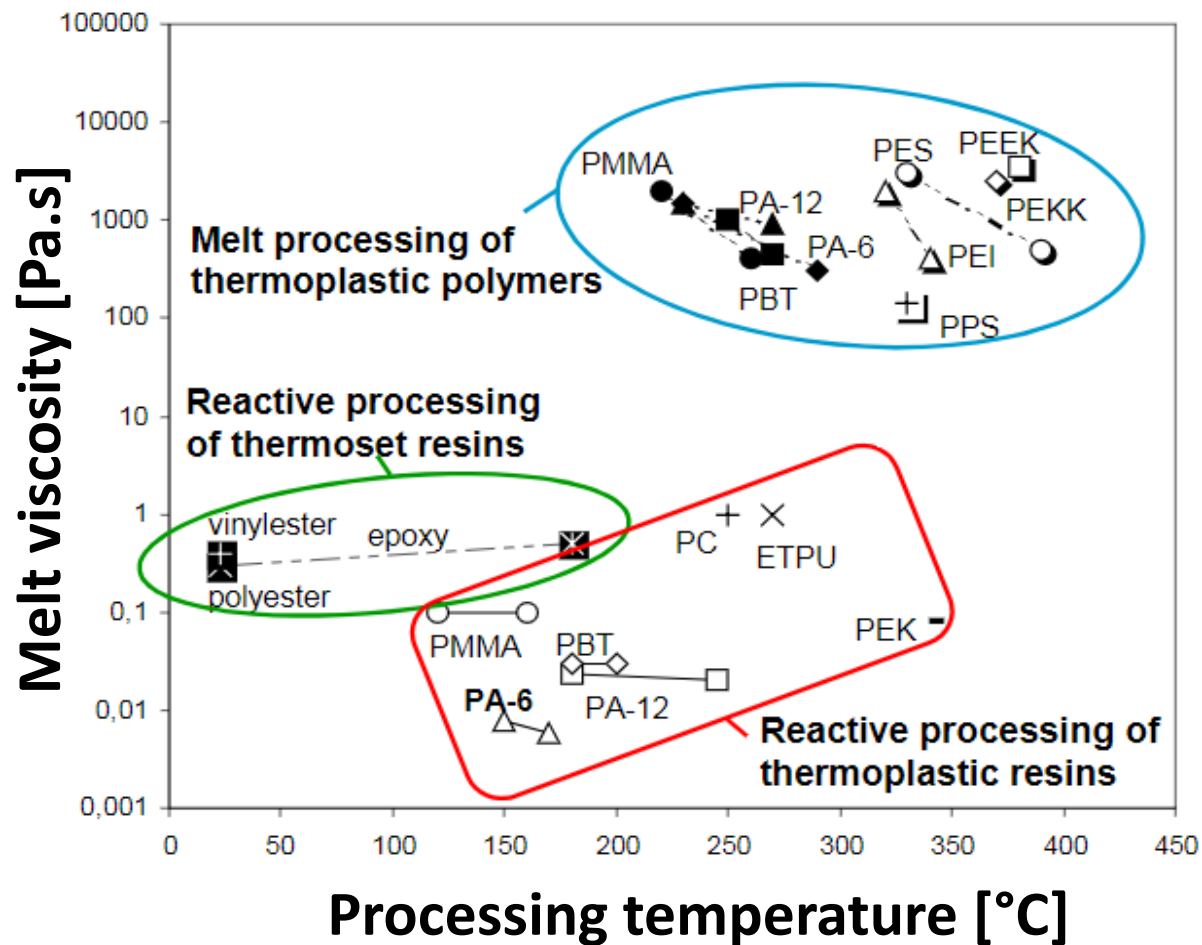 Melt viscosity [Pa.s]
100000
10000
1000
100
10
1
0,1
0,01
0,001
PMMA
PA-12
PA-6
PBT
PES
PEEK
PEKK
PEI
PPS
Melt processing of
thermoplastic polymers
Reactive processing
of thermoset resins
vinylester
epoxy
polyester
PC
ETPU
PEK
PMMA
PBT
PA-12
PA-6
Reactive processing of
thermoplastic resins
0 50 100 150 200 250 300 350 400 450
Processing temperature [°C]